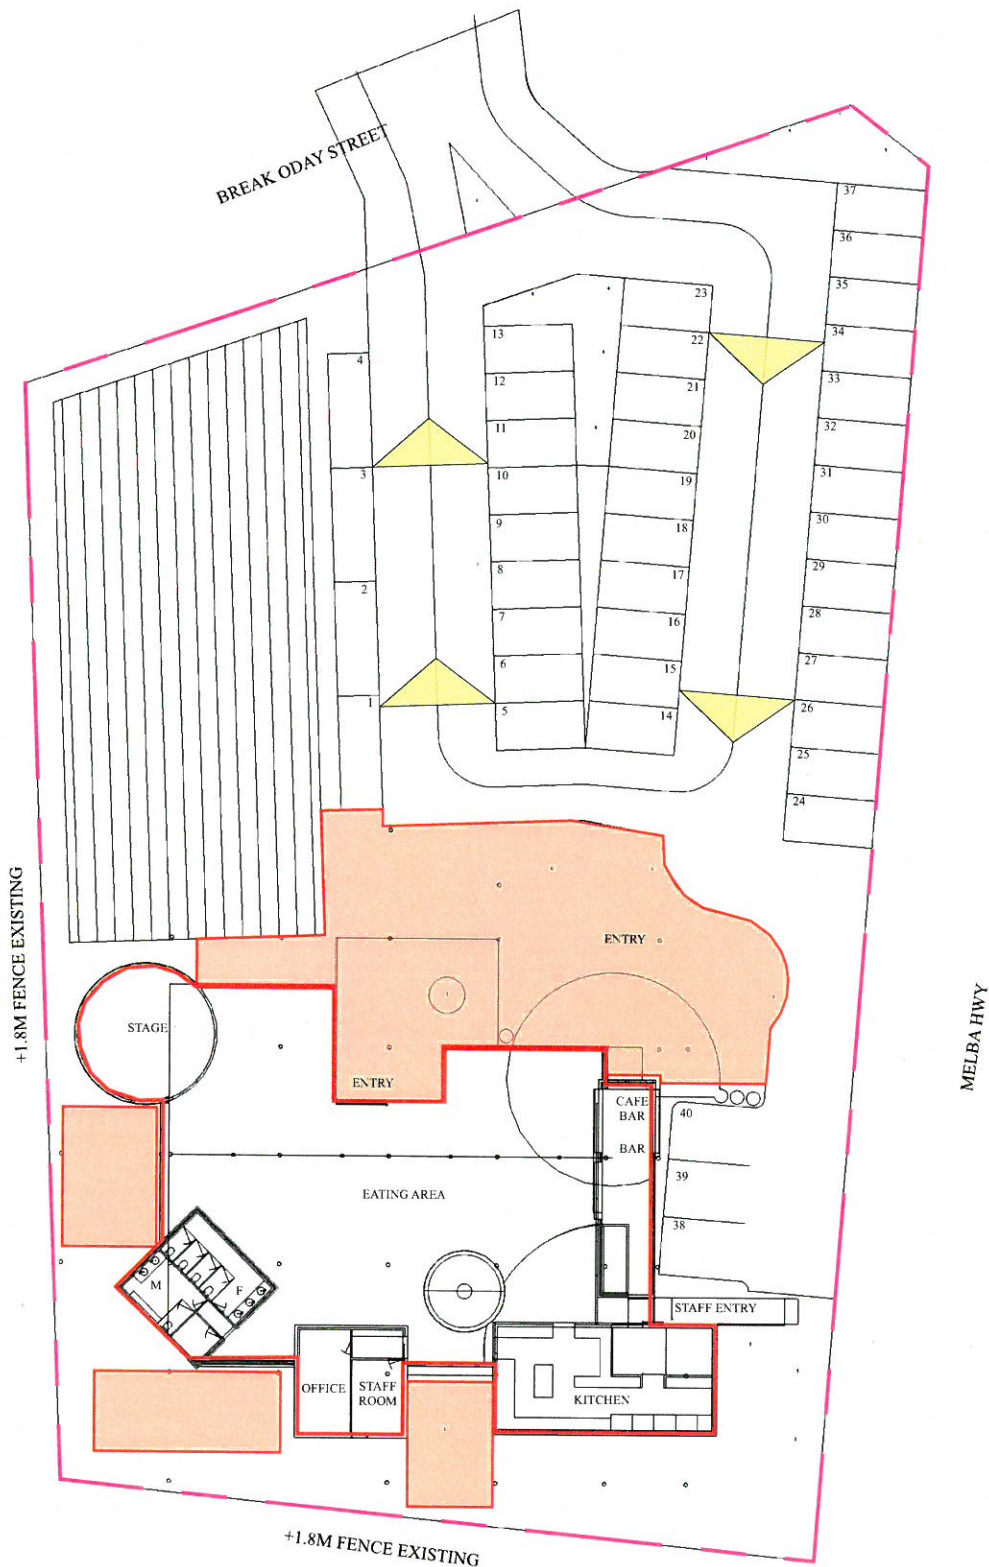 BREAK ODAY STREET
37
36
35
34
33
32
31
30
29
28
27
26
25
24
23
22
21
20
19
18
17
16
15
14
13
12
11
10
9
8
7
6
5
4
3
2
1
+1.8M FENCE EXISTING
MELBA HWY
ENTRY
STAGE
ENTRY
CAFE
BAR
BAR
40
39
38
EATING AREA
M
F
STAFF ENTRY
OFFICE
STAFF
ROOM
KITCHEN
+1.8M FENCE EXISTING